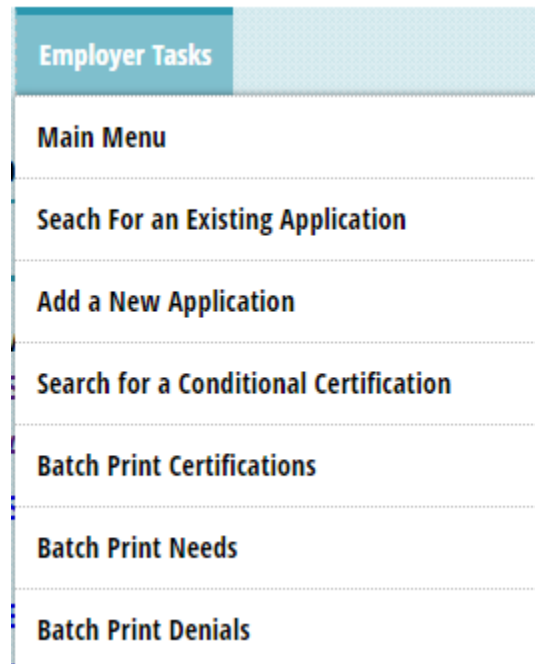 Employer Tasks
Main Menu
Seach For an Existing Application
Add a New Application
Search for a Conditional Certification
Batch Print Certifications
Batch Print Needs
Batch Print Denials